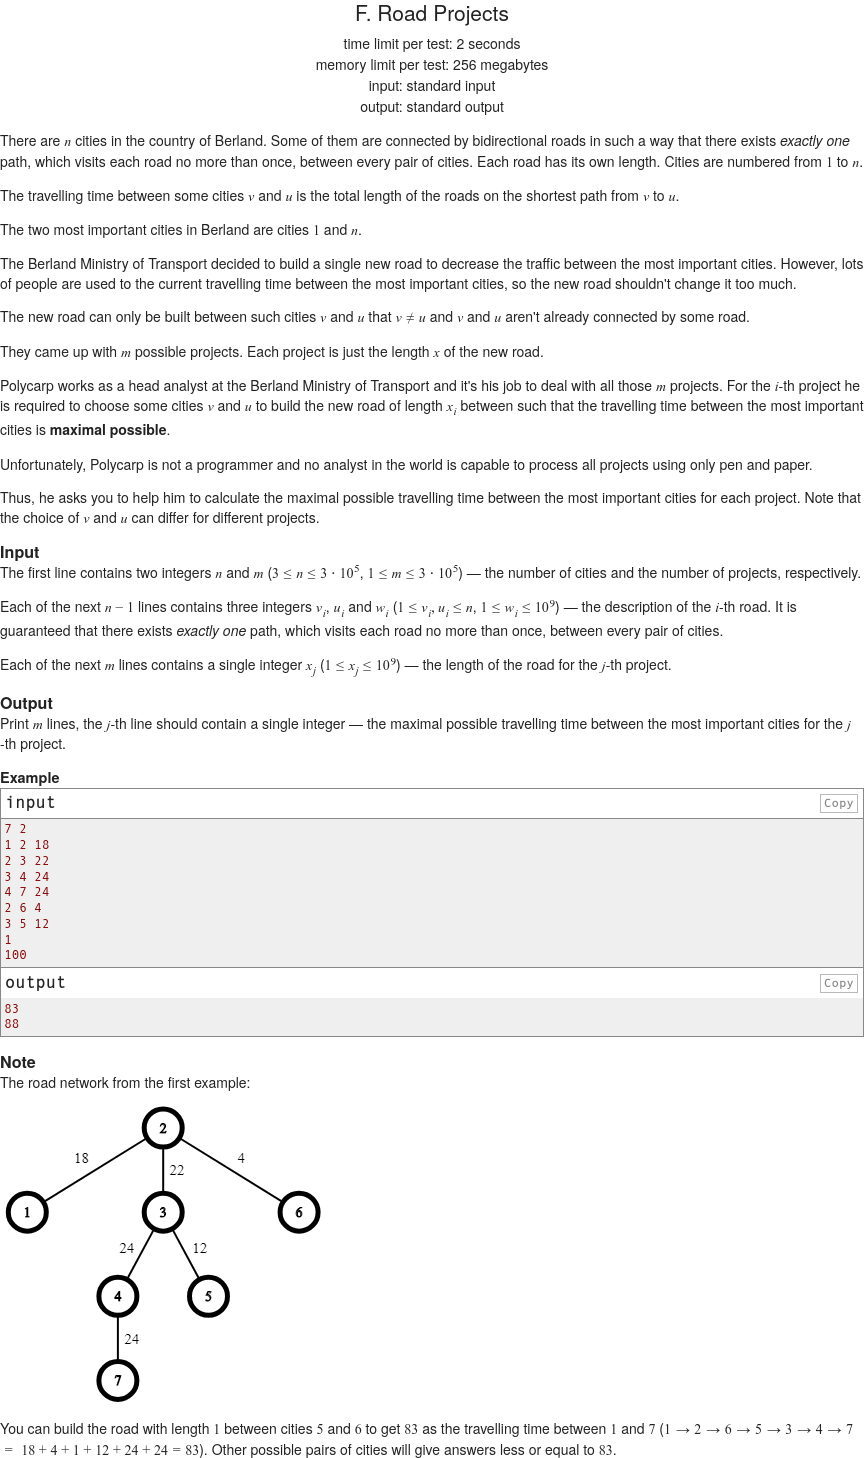 F. Road Projects
time limit per test: 2 seconds
memory limit per test: 256 megabytes
input: standard input
output: standard output
There are n cities in the country of Berland. Some of them are connected by bidirectional roads in such a way that there exists exactly one
path, which visits each road no more than once, between every pair of cities. Each road has its own length. Cities are numbered from 1 to n.
The travelling time between some cities v and u is the total length of the roads on the shortest path from v to u.
The two most important cities in Berland are cities 1 and n.
The Berland Ministry of Transport decided to build a single new road to decrease the traffic between the most important cities. However, lots
of people are used to the current travelling time between the most important cities, so the new road shouldn't change it too much.
The new road can only be built between such cities v and u that v ≠ u and v and u aren't already connected by some road.
They came up with m possible projects. Each project is just the length x of the new road.
Polycarp works as a head analyst at the Berland Ministry of Transport and it's his job to deal with all those m projects. For the i-th project he
is required to choose some cities v and u to build the new road of length x_i between such that the travelling time between the most important
cities is maximal possible.
Unfortunately, Polycarp is not a programmer and no analyst in the world is capable to process all projects using only pen and paper.
Thus, he asks you to help him to calculate the maximal possible travelling time between the most important cities for each project. Note that
the choice of v and u can differ for different projects.
Input
The first line contains two integers n and m (3 ≤ n ≤ 3 · 10^5, 1 ≤ m ≤ 3 · 10^5) — the number of cities and the number of projects, respectively.
Each of the next n − 1 lines contains three integers v_i, u_i and w_i (1 ≤ v_i, u_i ≤ n, 1 ≤ w_i ≤ 10^9) — the description of the i-th road. It is
guaranteed that there exists exactly one path, which visits each road no more than once, between every pair of cities.
Each of the next m lines contains a single integer x_j (1 ≤ x_j ≤ 10^9) — the length of the road for the j-th project.
Output
Print m lines, the j-th line should contain a single integer — the maximal possible travelling time between the most important cities for the j
-th project.
Example
input
Copy
7 2
1 2 18
2 3 22
3 4 24
4 7 24
2 6 4
3 5 12
1
100
output
Copy
83
88
Note
The road network from the first example:
2
18 22 4
1 3 6
24 12
4 5
24
7
You can build the road with length 1 between cities 5 and 6 to get 83 as the travelling time between 1 and 7 (1 → 2 → 6 → 5 → 3 → 4 → 7
= 18 + 4 + 1 + 12 + 24 + 24 = 83). Other possible pairs of cities will give answers less or equal to 83.